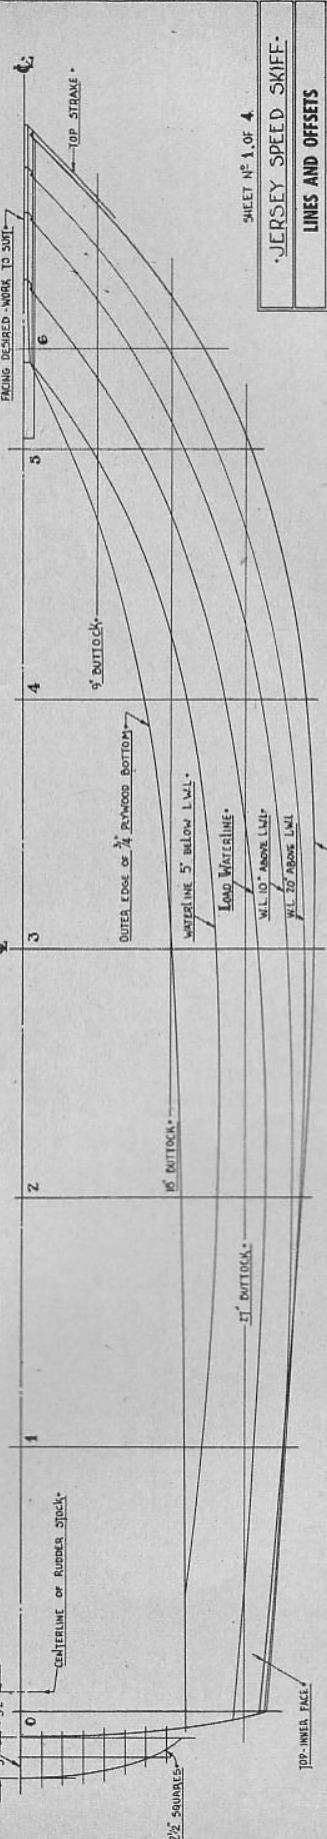 FACING DESIRED - WORK TO SUIT.
TOP STRAKE.
6
5
4
3
2
1
0
9" BUTTOCK.
OUTER EDGE OF 3/4" PLYWOOD BOTTOM.
WATERLINE 5" BELOW L.W.L.
LOAD WATERLINE.
W.L. 10" ABOVE L.W.L.
W.L. 20" ABOVE L.W.L.
18" BUTTOCK.
27" BUTTOCK.
CENTERLINE OF RUDDER STOCK.
2½" SQUARES
TOP-INNER FACE.
SHEET Nº 1. OF 4.
·JERSEY SPEED SKIFF·
LINES AND OFFSETS